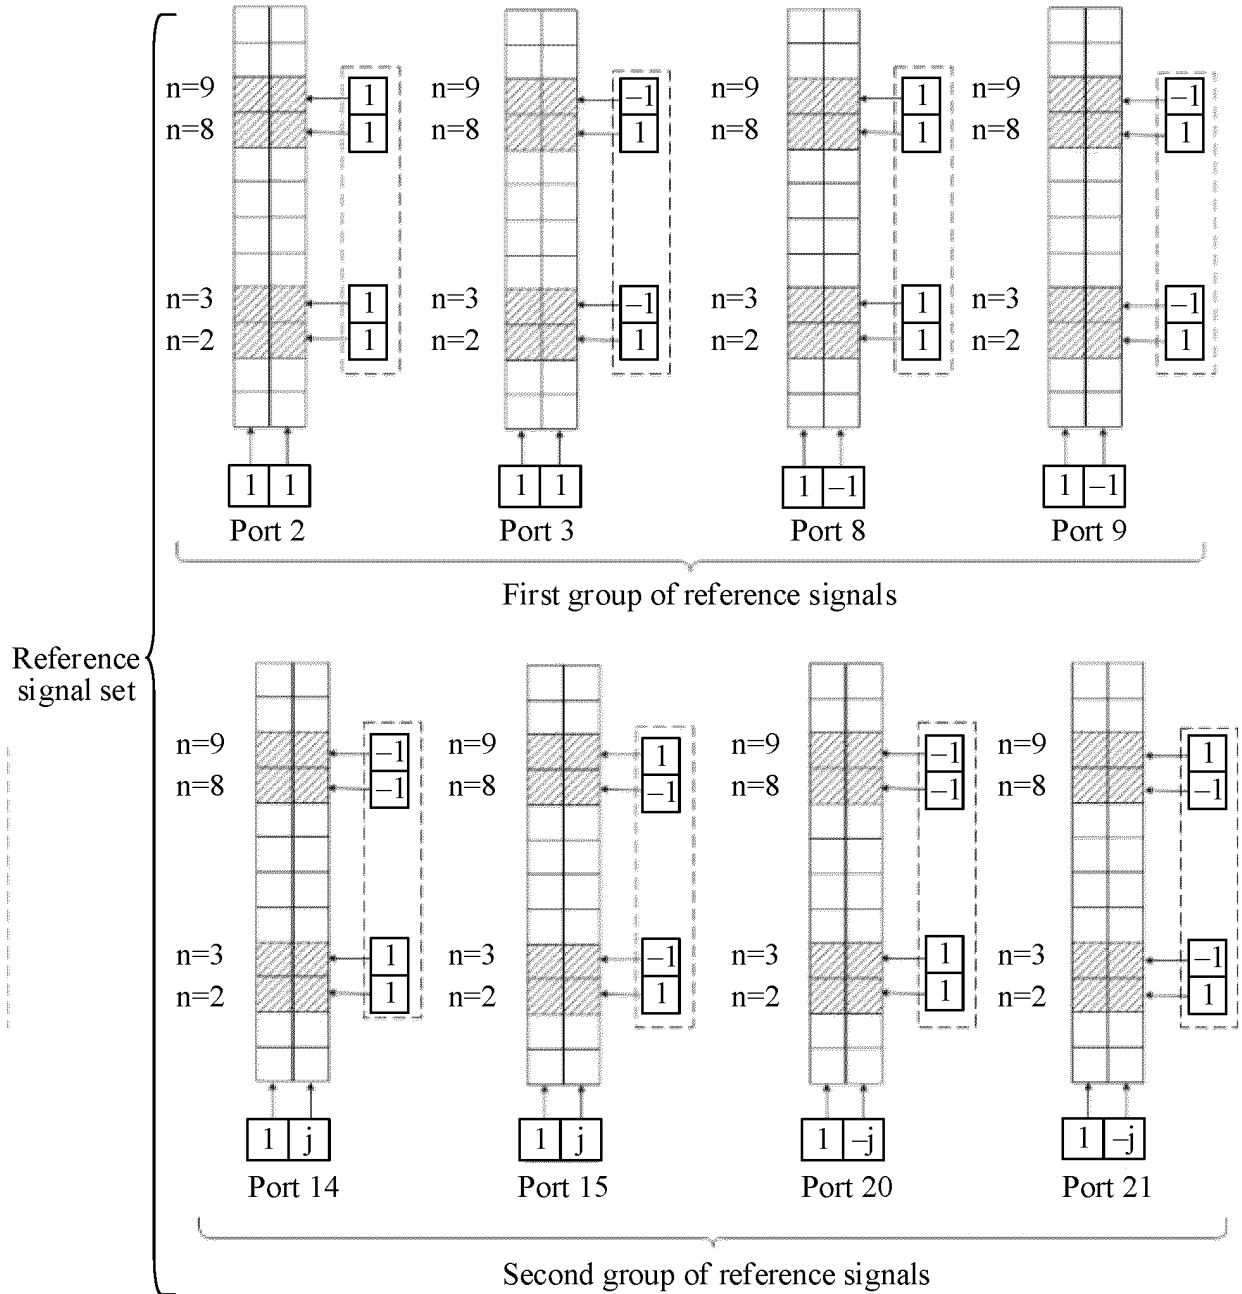 n=9 1 n=9 –1 n=9 1 n=9 –1
n=8 1 n=8 1 n=8 1 n=8 1
n=3 1 n=3 –1 n=3 1 n=3 –1
n=2 1 n=2 1 n=2 1 n=2 1
1 1 1 1 1 –1 1 –1
Port 2 Port 3 Port 8 Port 9
First group of reference signals
Reference
signal set
n=9 –1 n=9 1 n=9 –1 n=9 1
n=8 –1 n=8 –1 n=8 –1 n=8 –1
n=3 1 n=3 –1 n=3 1 n=3 –1
n=2 1 n=2 1 n=2 1 n=2 1
1 j 1 j 1 –j 1 –j
Port 14 Port 15 Port 20 Port 21
Second group of reference signals